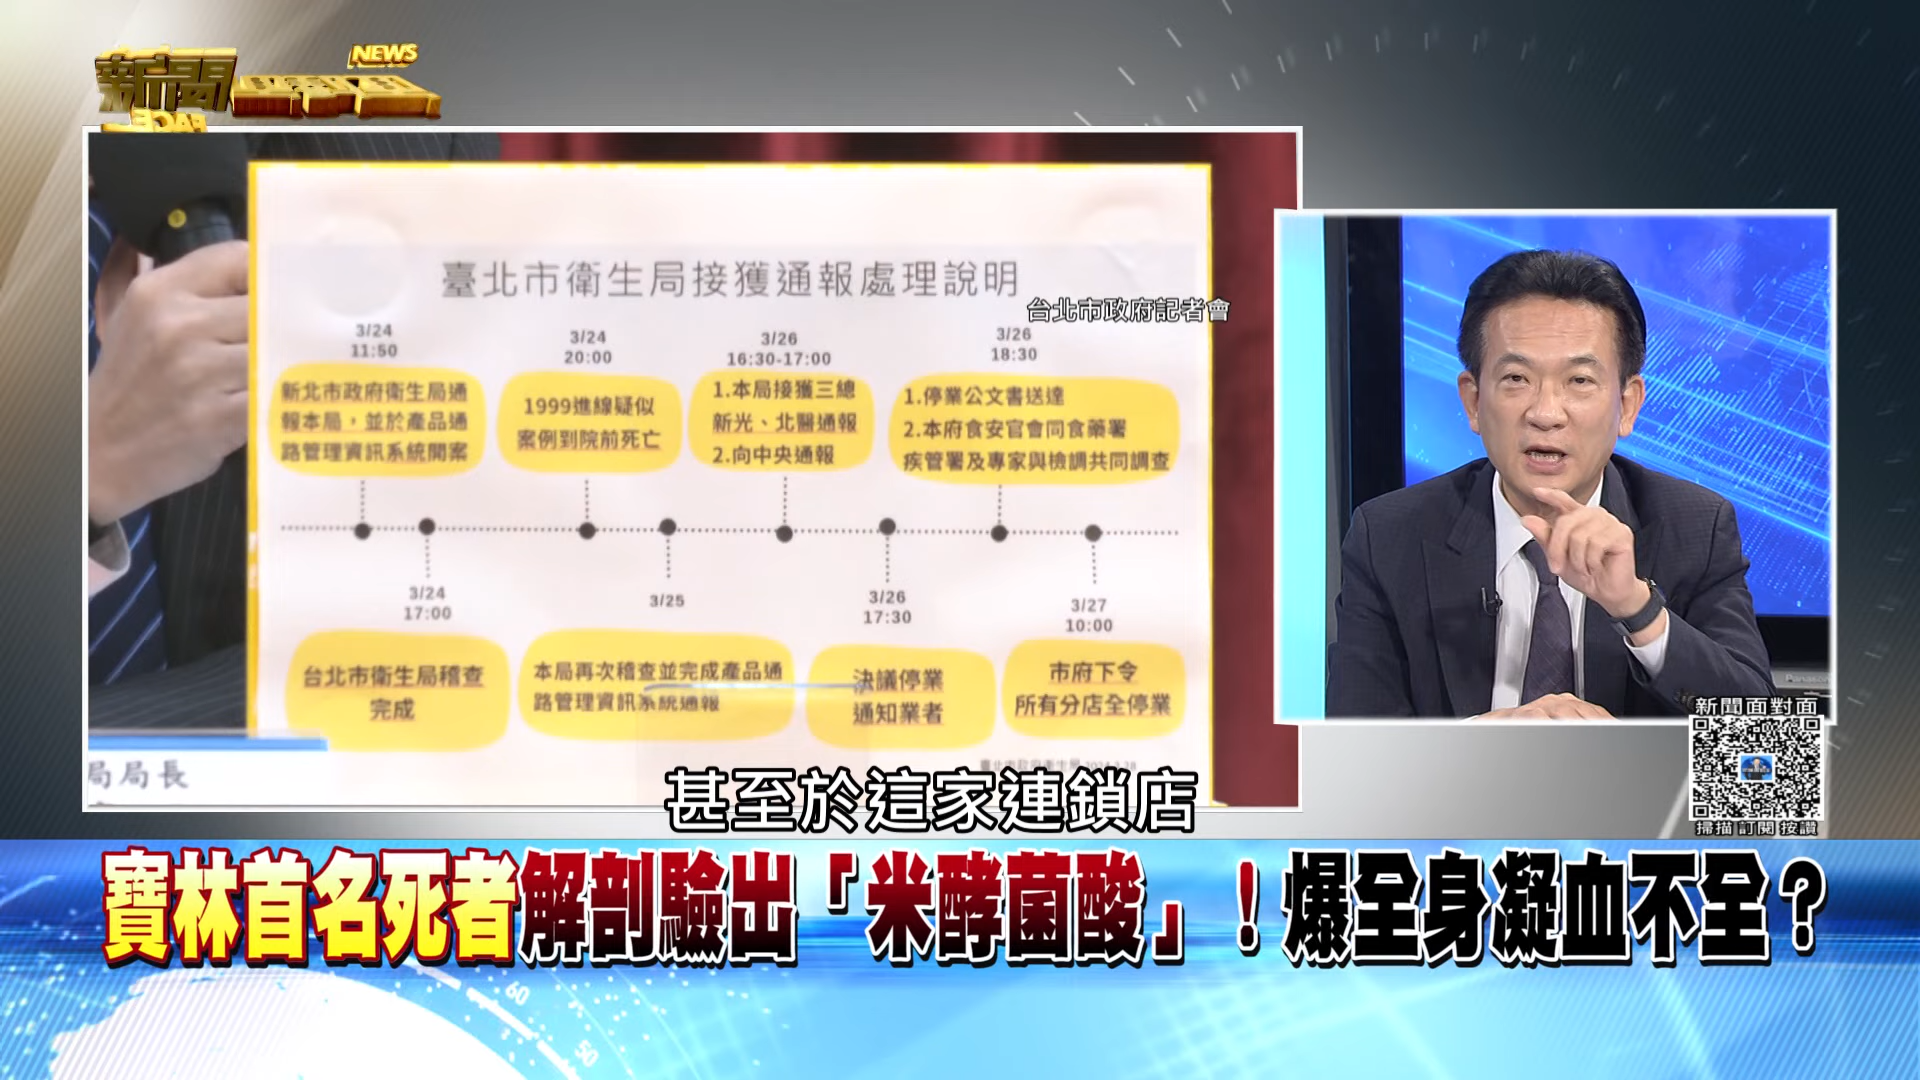 新聞面對面
NEWS
FACE
臺北市衛生局接獲通報處理說明
台北市政府記者會
3/24
11:50
新北市政府衛生局通
報本局，並於產品通
路管理資訊系統開案
3/24
20:00
1999進線疑似
案例到院前死亡
3/26
16:30-17:00
1.本局接獲三總
新光、北醫通報
2.向中央通報
3/26
18:30
1.停業公文書送達
2.本府食安官會同食藥署
疾管署及專家與檢調共同調查
3/24
17:00
台北市衛生局稽查
完成
3/25
本局再次稽查並完成產品通
路管理資訊系統通報
3/26
17:30
決議停業
通知業者
3/27
10:00
市府下令
所有分店全停業
局局長
Panasonic
新聞面對面
掃描 訂閱 按讚
甚至於這家連鎖店
寶林首名死者解剖驗出「米酵菌酸」！爆全身凝血不全？
60
50